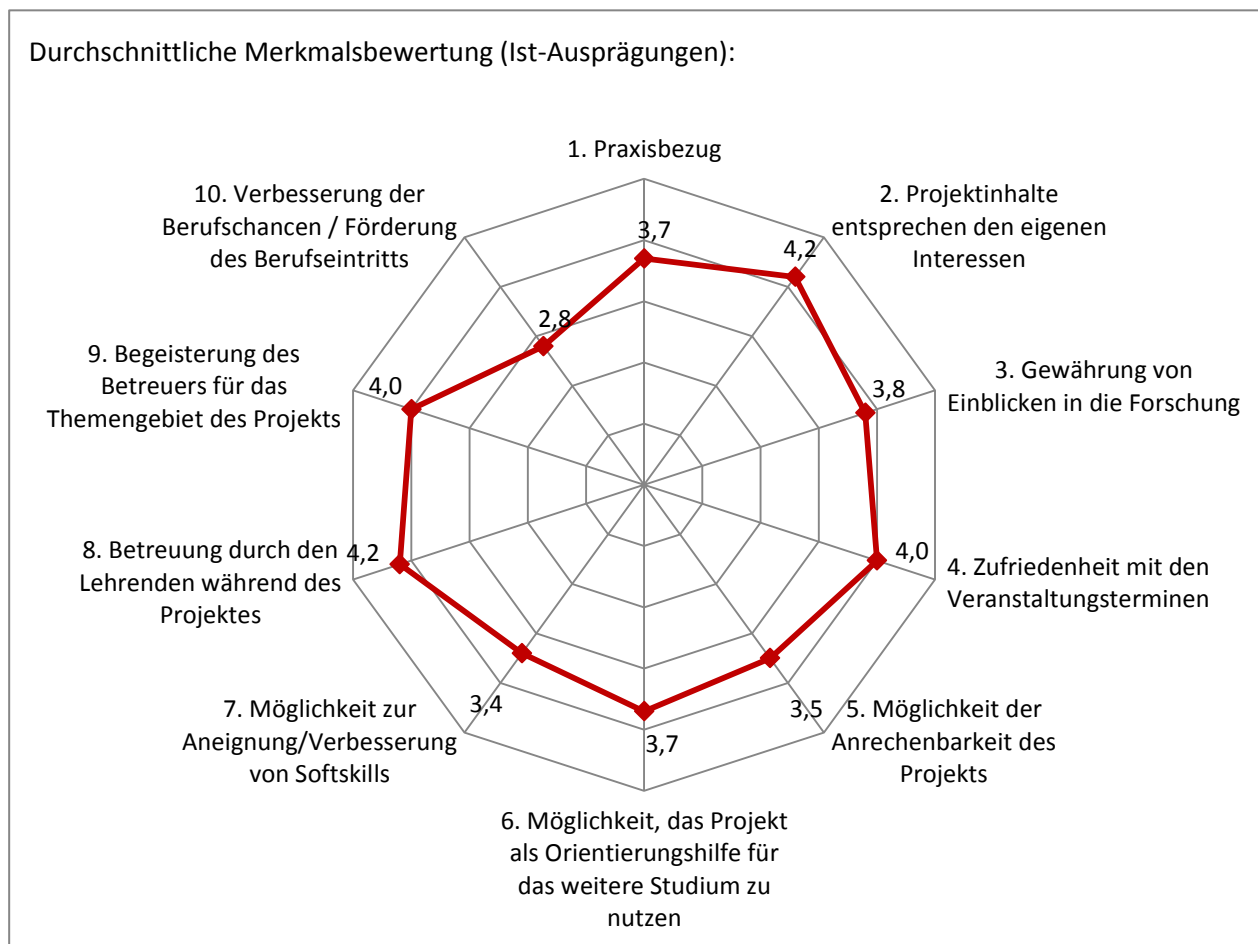 Durchschnittliche Merkmalsbewertung (Ist-Ausprägungen):
1. Praxisbezug
3,7
2. Projektinhalte
entsprechen den eigenen
Interessen
4,2
3. Gewährung von
Einblicken in die Forschung
3,8
4. Zufriedenheit mit den
Veranstaltungsterminen
4,0
5. Möglichkeit der
Anrechenbarkeit des
Projekts
3,5
6. Möglichkeit, das Projekt
als Orientierungshilfe für
das weitere Studium zu
nutzen
3,7
7. Möglichkeit zur
Aneignung/Verbesserung
von Softskills
3,4
8. Betreuung durch den
Lehrenden während des
Projektes
4,2
9. Begeisterung des
Betreuers für das
Themengebiet des Projekts
4,0
10. Verbesserung der
Berufschancen / Förderung
des Berufseintritts
2,8